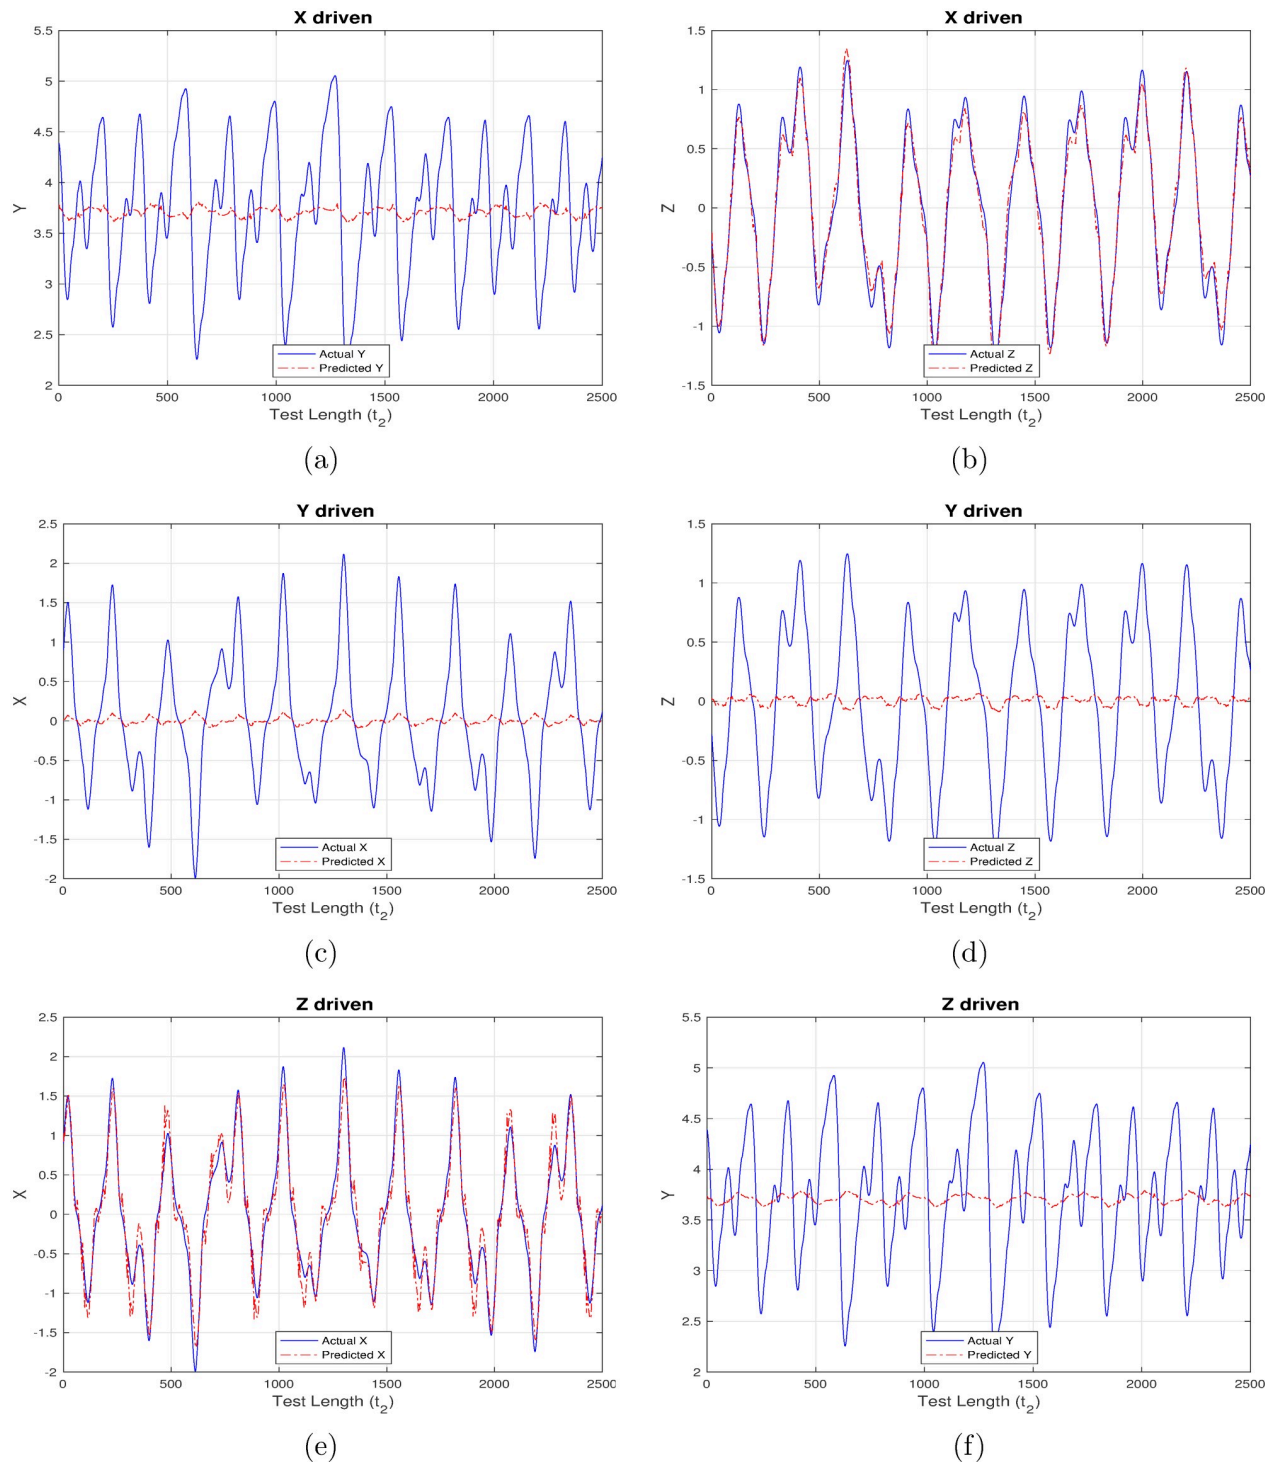 X driven
5.5
5
4.5
4
3.5
3
2.5
2
Y
0 500 1000 1500 2000 2500
Test Length (t2)
Actual Y
Predicted Y
(a)
X driven
1.5
1
0.5
0
-0.5
-1
-1.5
Z
0 500 1000 1500 2000 2500
Test Length (t2)
Actual Z
Predicted Z
(b)
Y driven
2.5
2
1.5
1
0.5
0
-0.5
-1
-1.5
-2
X
0 500 1000 1500 2000 2500
Test Length (t2)
Actual X
Predicted X
(c)
Y driven
1.5
1
0.5
0
-0.5
-1
-1.5
Z
0 500 1000 1500 2000 2500
Test Length (t2)
Actual Z
Predicted Z
(d)
Z driven
2.5
2
1.5
1
0.5
0
-0.5
-1
-1.5
-2
X
0 500 1000 1500 2000 2500
Test Length (t2)
Actual X
Predicted X
(e)
Z driven
5.5
5
4.5
4
3.5
3
2.5
2
Y
0 500 1000 1500 2000 2500
Test Length (t2)
Actual Y
Predicted Y
(f)